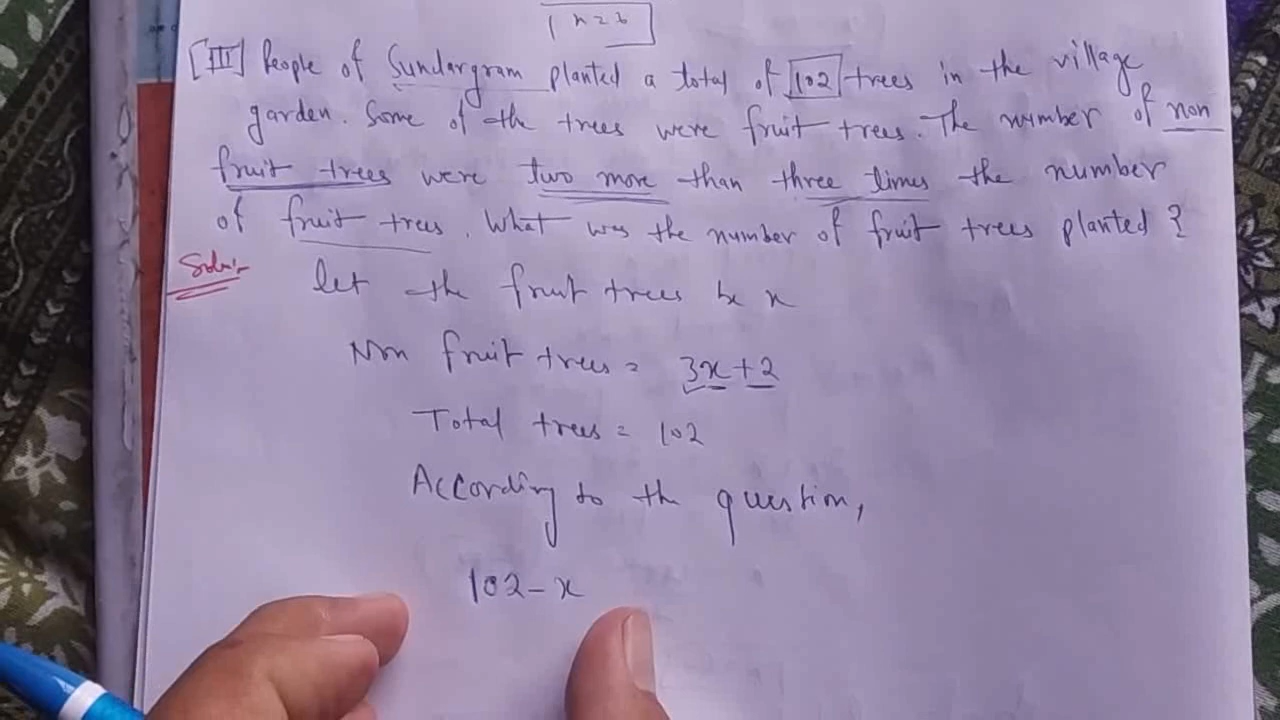 [III] People of Sundargram planted a total of 102 trees in the village
garden. Some of the trees were fruit trees. The number of non
fruit trees were two more than three times the number
of fruit trees. What was the number of fruit trees planted ?
Soln:-
let the fruit trees be x
Non fruit trees = 3x+2
Total trees = 102
According to the question,
102-x